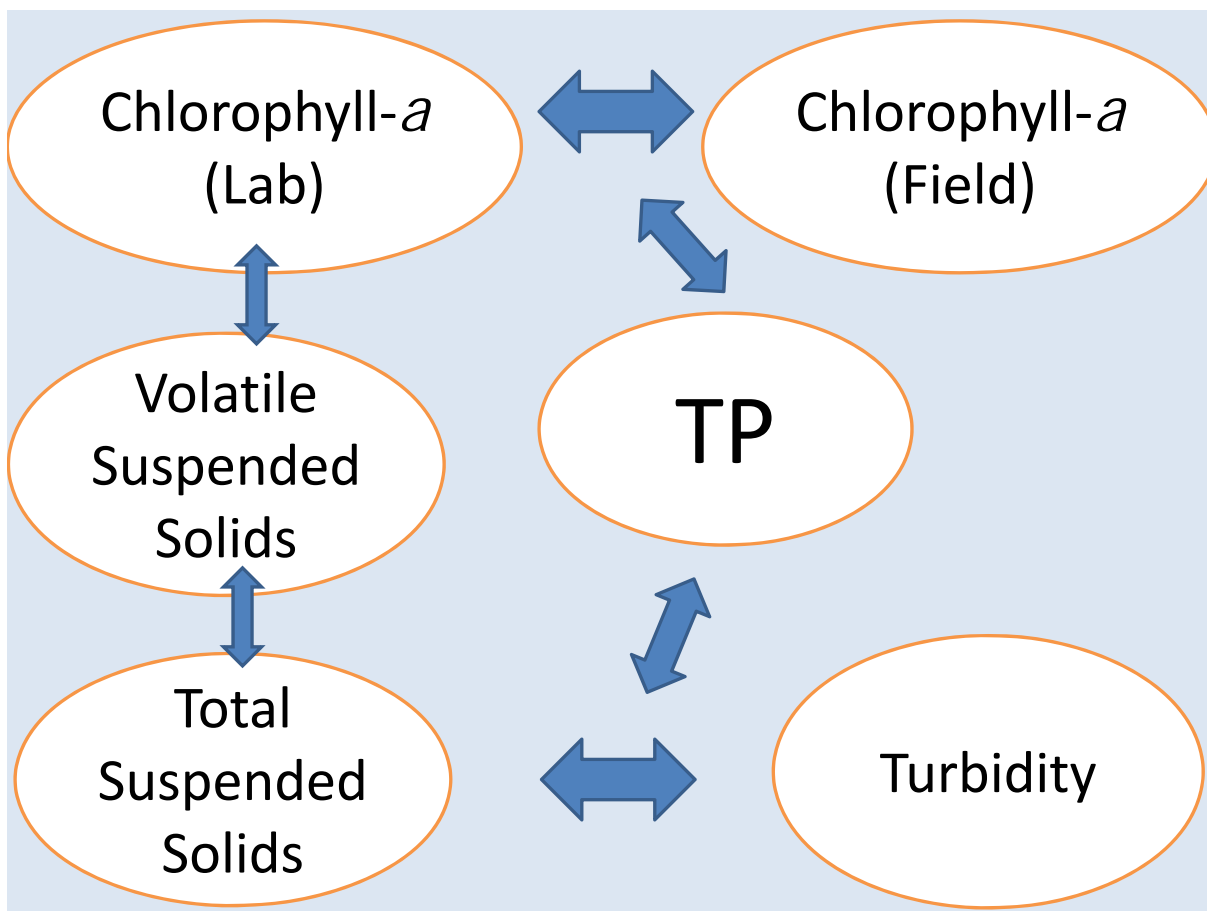 Chlorophyll-a
(Lab)
Chlorophyll-a
(Field)
Volatile
Suspended
Solids
TP
Total
Suspended
Solids
Turbidity